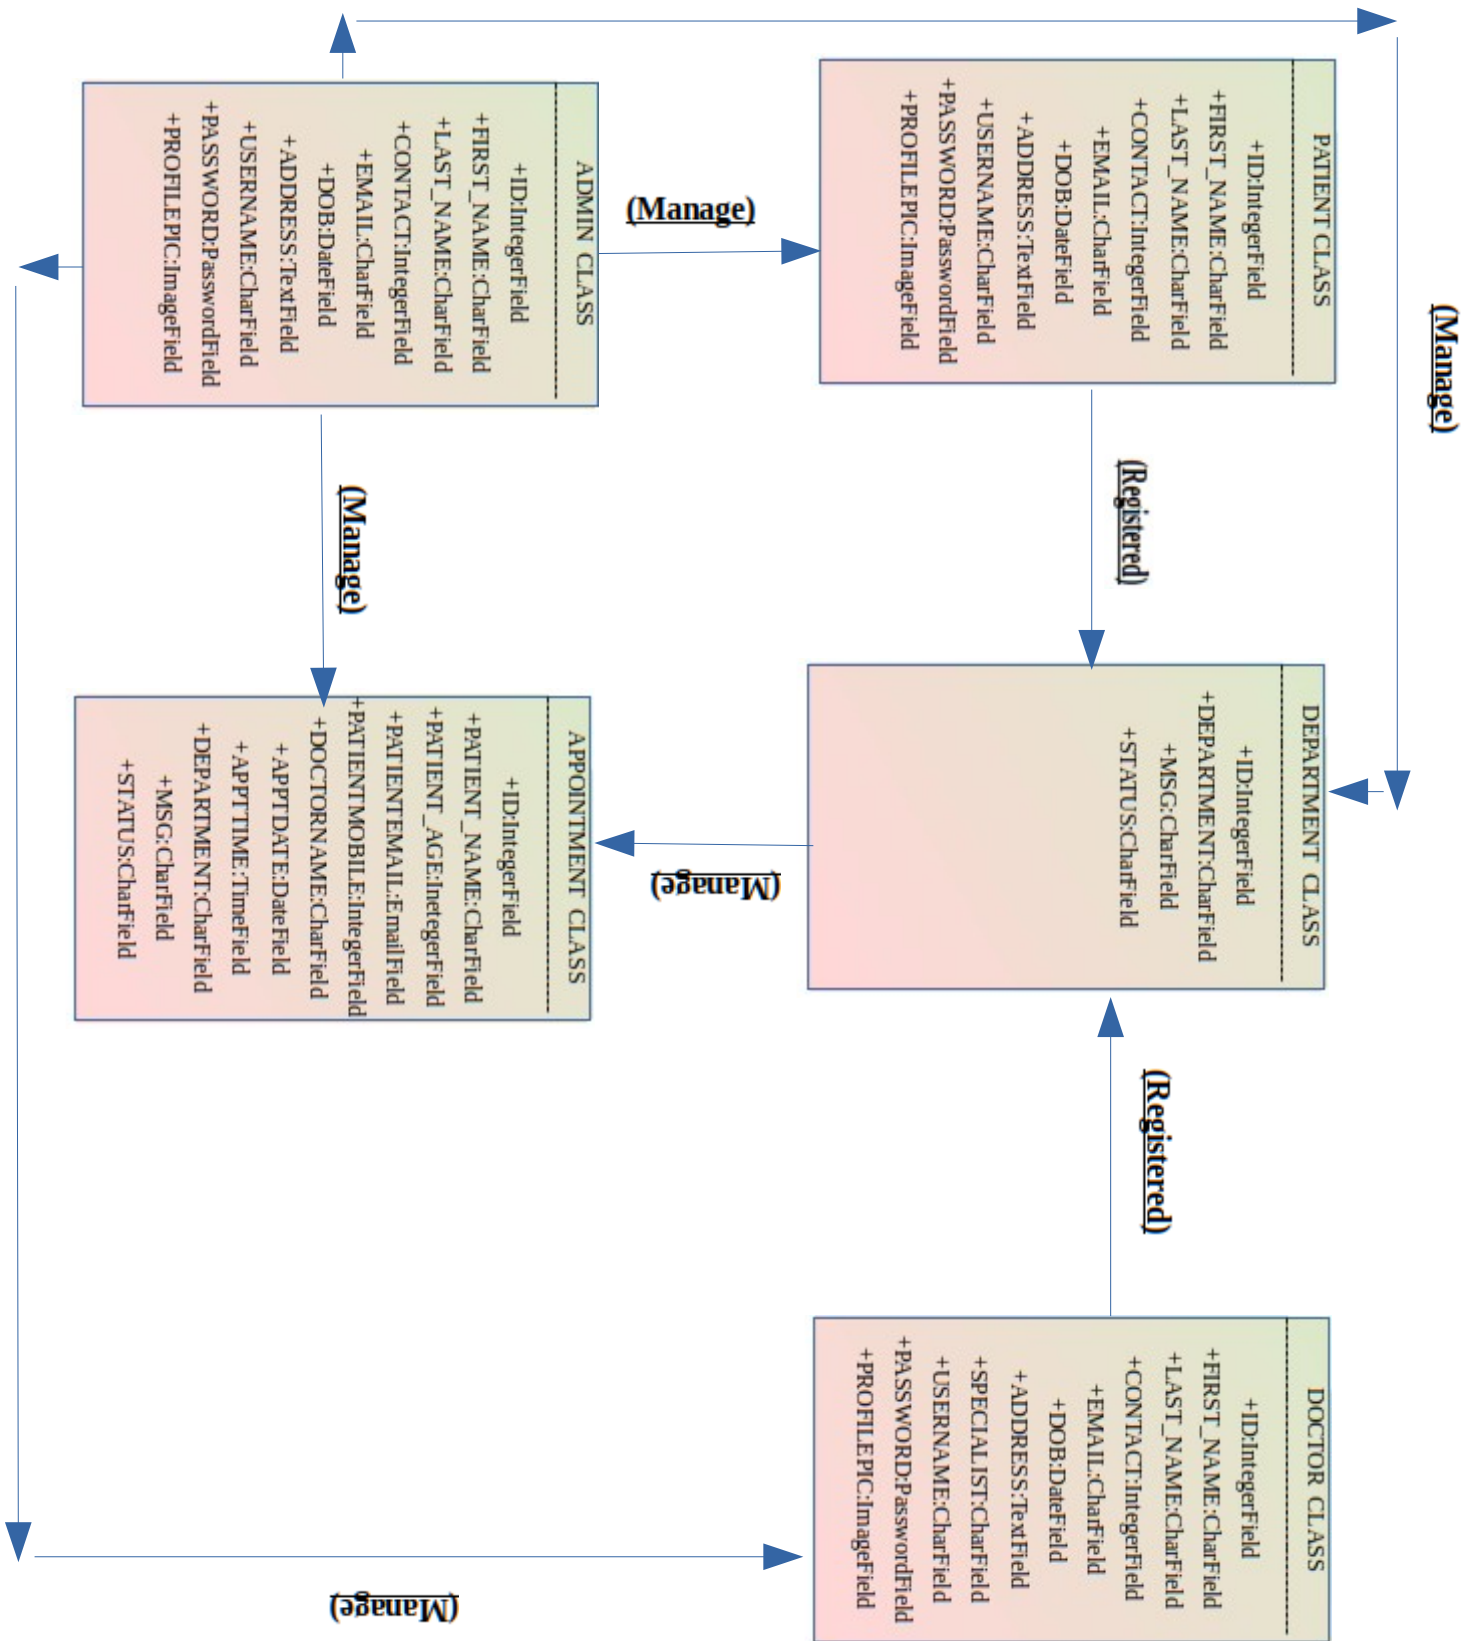 ADMIN CLASS
+ID:IntegerField
+FIRST_NAME:CharField
+LAST_NAME:CharField
+CONTACT:IntegerField
+EMAIL:CharField
+DOB:DateField
+ADDRESS:TextField
+USERNAME:CharField
+PASSWORD:PasswordField
+PROFILEPIC:ImageField
(Manage)
PATIENT CLASS
+ID:IntegerField
+FIRST_NAME:CharField
+LAST_NAME:CharField
+CONTACT:IntegerField
+EMAIL:CharField
+DOB:DateField
+ADDRESS:TextField
+USERNAME:CharField
+PASSWORD:PasswordField
+PROFILEPIC:ImageField
(Manage)
(Manage)
(Registered)
APPOINTMENT CLASS
+ID:IntegerField
+PATIENT_NAME:CharField
+PATIENT_AGE:InetegerField
+PATIENTEMAIL:EmailField
+PATIENTMOBILE:IntegerField
+DOCTORNAME:CharField
+APPTDATE:DateField
+APPTTIME:TimeField
+DEPARTMENT:CharField
+MSG:CharField
+STATUS:CharField
(Manage)
DEPARTMENT CLASS
+ID:IntegerField
+DEPARTMENT:CharField
+MSG:CharField
+STATUS:CharField
(Registered)
DOCTOR CLASS
+ID:IntegerField
+FIRST_NAME:CharField
+LAST_NAME:CharField
+CONTACT:IntegerField
+EMAIL:CharField
+DOB:DateField
+ADDRESS:TextField
+SPECIALIST:CharField
+USERNAME:CharField
+PASSWORD:PasswordField
+PROFILEPIC:ImageField
(Manage)